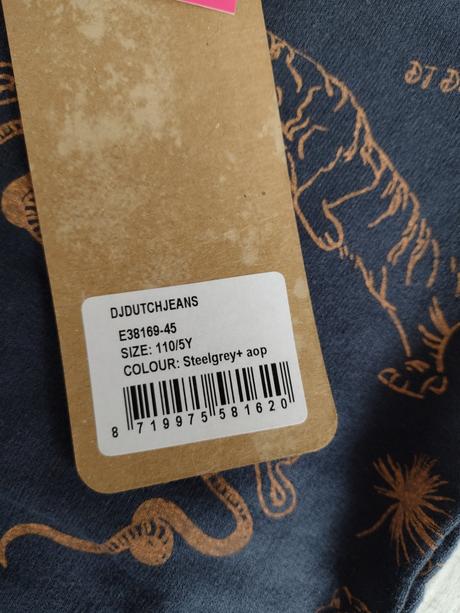 DJDUTCHJEANS
E38169-45
SIZE: 110/5Y
COLOUR: Steelgrey+ aop
8 719975 581620